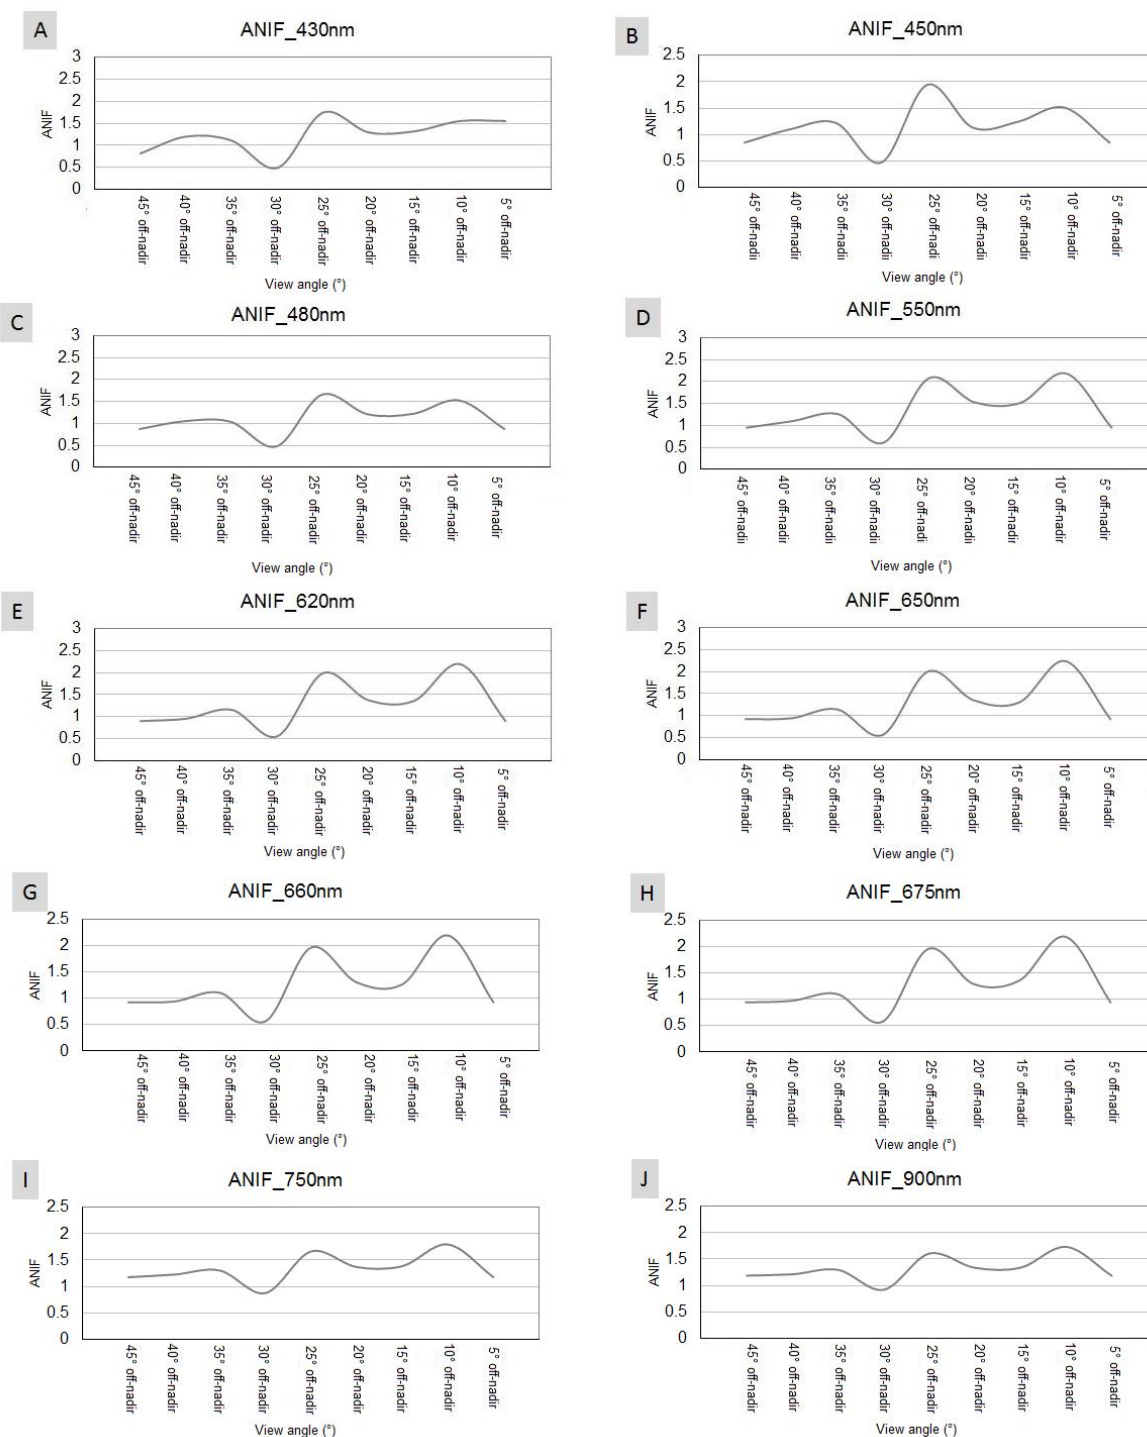 A
ANIF_430nm
3
2.5
2
1.5
1
0.5
0
ANIF
45° off-nadir
40° off-nadir
35° off-nadir
30° off-nadir
25° off-nadir
20° off-nadir
15° off-nadir
10° off-nadir
5° off-nadir
View angle (°)
B
ANIF_450nm
2.5
2
1.5
1
0.5
0
ANIF
45° off-nadii
40° off-nadii
35° off-nadii
30° off-nadii
25° off-nadi
20° off-nadii
15° off-nadii
10° off-nadii
5° off-nadir
View angle (°)
C
ANIF_480nm
3
2.5
2
1.5
1
0.5
0
ANIF
45° off-nadir
40° off-nadir
35° off-nadir
30° off-nadir
25° off-nadir
20° off-nadir
15° off-nadir
10° off-nadir
5° off-nadir
View angle (°)
D
ANIF_550nm
3
2.5
2
1.5
1
0.5
0
ANIF
45° off-nadii
40° off-nadii
35° off-nadii
30° off-nadii
25° off-nadi
20° off-nadii
15° off-nadii
10° off-nadii
5° off-nadir
View angle (°)
E
ANIF_620nm
3
2.5
2
1.5
1
0.5
0
ANIF
45° off-nadir
40° off-nadir
35° off-nadir
30° off-nadir
25° off-nadir
20° off-nadir
15° off-nadir
10° off-nadir
5° off-nadir
View angle (°)
F
ANIF_650nm
3
2.5
2
1.5
1
0.5
0
ANIF
45° off-nadir
40° off-nadir
35° off-nadir
30° off-nadir
25° off-nadir
20° off-nadir
15° off-nadir
10° off-nadir
5° off-nadir
View angle (°)
G
ANIF_660nm
2.5
2
1.5
1
0.5
0
ANIF
45° off-nadir
40° off-nadir
35° off-nadir
30° off-nadir
25° off-nadir
20° off-nadir
15° off-nadir
10° off-nadir
5° off-nadir
View angle (°)
H
ANIF_675nm
2.5
2
1.5
1
0.5
0
ANIF
45° off-nadir
40° off-nadir
35° off-nadir
30° off-nadir
25° off-nadir
20° off-nadir
15° off-nadir
10° off-nadir
5° off-nadir
View angle (°)
I
ANIF_750nm
2.5
2
1.5
1
0.5
0
ANIF
45° off-nadir
40° off-nadir
35° off-nadir
30° off-nadir
25° off-nadir
20° off-nadir
15° off-nadir
10° off-nadir
5° off-nadir
View angle (°)
J
ANIF_900nm
2.5
2
1.5
1
0.5
0
ANIF
45° off-nadir
40° off-nadir
35° off-nadir
30° off-nadir
25° off-nadir
20° off-nadir
15° off-nadir
10° off-nadir
5° off-nadir
View angle (°)